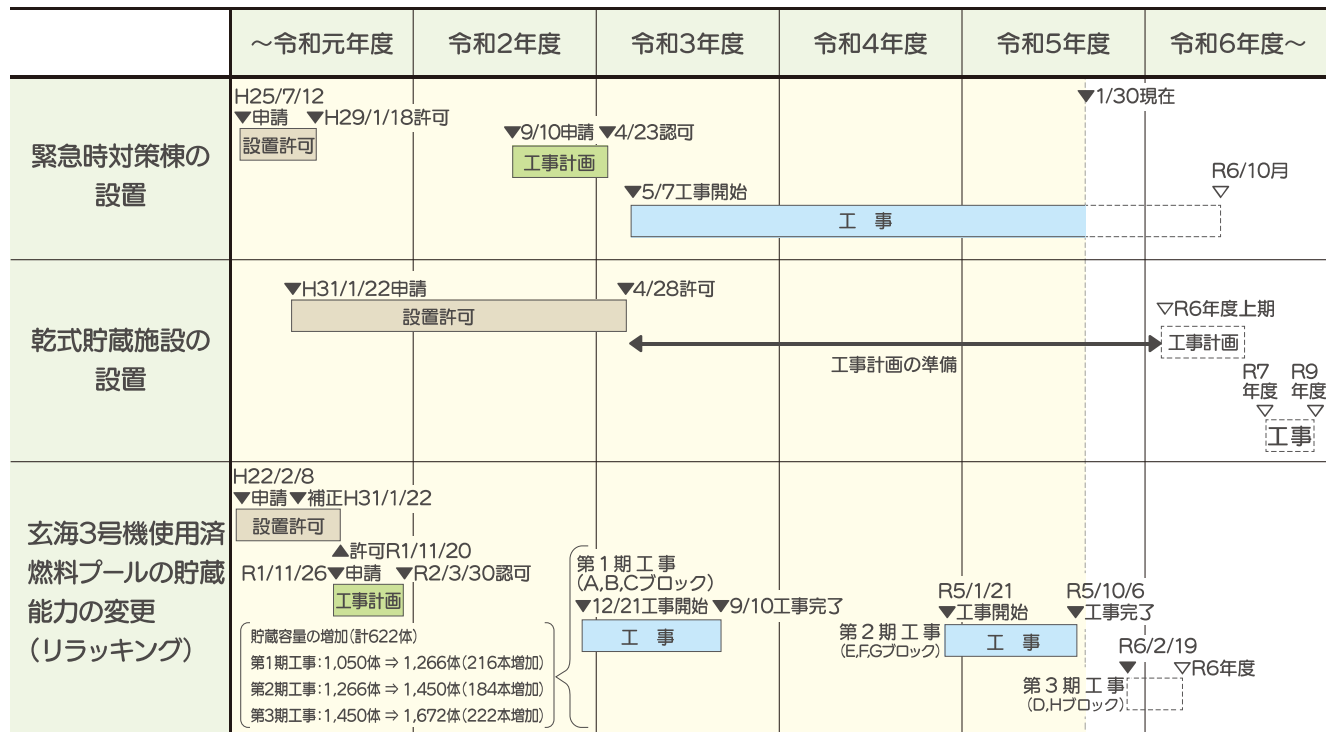 ～令和元年度
令和2年度
令和3年度
令和4年度
令和5年度
令和6年度～
緊急時対策棟の
設置
H25/7/12
▼申請
▼H29/1/18許可
設置許可
▼9/10申請
▼4/23認可
工事計画
▼5/7工事開始
工 事
▼1/30現在
R6/10月
▽
乾式貯蔵施設の
設置
▼H31/1/22申請
▼4/28許可
設置許可
工事計画の準備
▽R6年度上期
工事計画
R7
年度
▽
R9
年度
▽
工事
玄海3号機使用済
燃料プールの貯蔵
能力の変更
（リラッキング）
H22/2/8
▼申請
▼補正H31/1/22
設置許可
▲許可R1/11/20
R1/11/26▼申請
▼R2/3/30認可
工事計画
貯蔵容量の増加(計622体)
第1期工事：1,050体 ⇒ 1,266体(216本増加)
第2期工事：1,266体 ⇒ 1,450体(184本増加)
第3期工事：1,450体 ⇒ 1,672体(222本増加)
第1期工事
(A,B,Cブロック)
▼12/21工事開始
▼9/10工事完了
工 事
第2期工事
(E,F,Gブロック)
R5/1/21
▼工事開始
工 事
R5/10/6
▼工事完了
第3期工事
(D,Hブロック)
R6/2/19
▼
▽R6年度